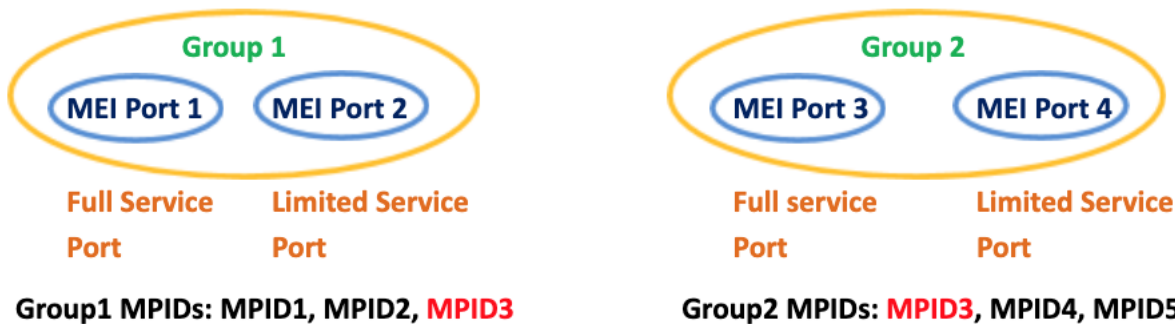 Group 1
MEI Port 1 MEI Port 2
Full Service Limited Service
Port Port
Group1 MPIDs: MPID1, MPID2, MPID3
Group 2
MEI Port 3 MEI Port 4
Full service Limited Service
Port Port
Group2 MPIDs: MPID3, MPID4, MPID5